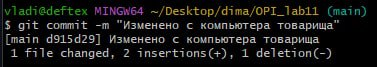 vladi@deftex MINGW64 ~/Desktop/dima/OPI_lab11 (main)
$ git commit -m "Изменено с компьютера товарища"
[main d915d29] Изменено с компьютера товарища
1 file changed, 2 insertions(+), 1 deletion(-)